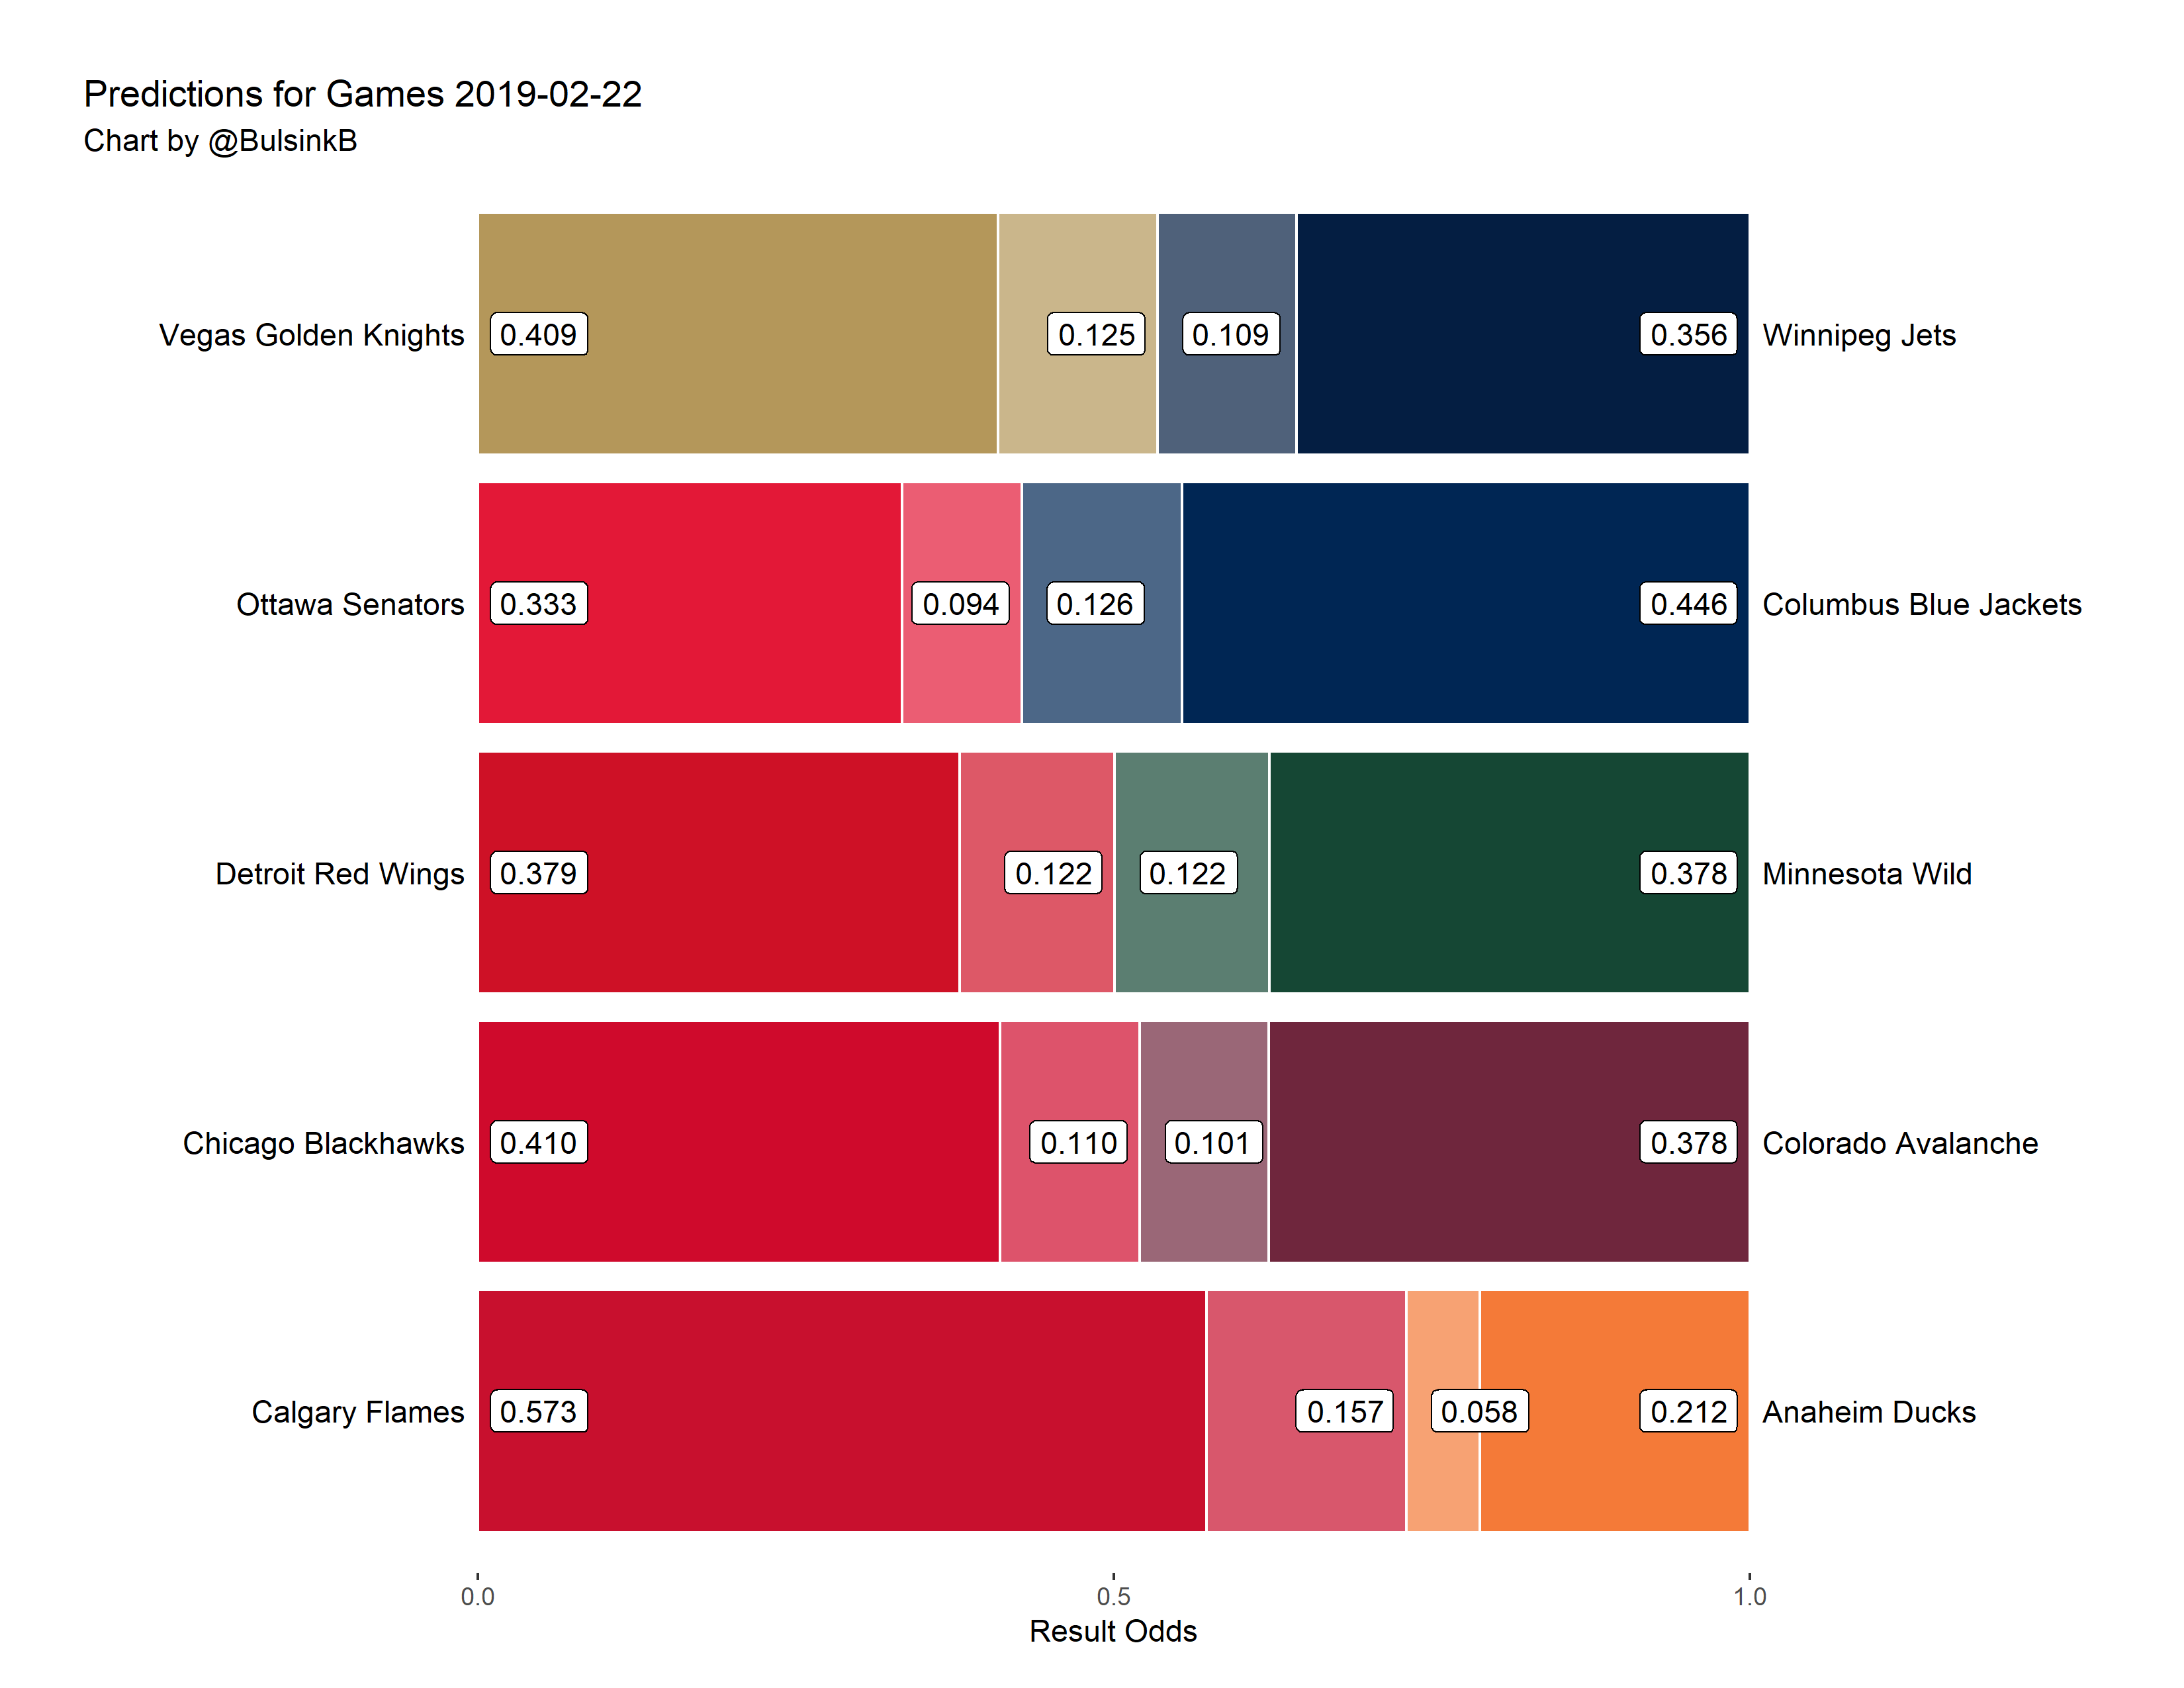 Predictions for Games 2019-02-22
Chart by @BulsinkB
Vegas Golden Knights 0.409 0.125 0.109 0.356 Winnipeg Jets
Ottawa Senators 0.333 0.094 0.126 0.446 Columbus Blue Jackets
Detroit Red Wings 0.379 0.122 0.122 0.378 Minnesota Wild
Chicago Blackhawks 0.410 0.110 0.101 0.378 Colorado Avalanche
Calgary Flames 0.573 0.157 0.058 0.212 Anaheim Ducks
0.0 0.5 1.0
Result Odds